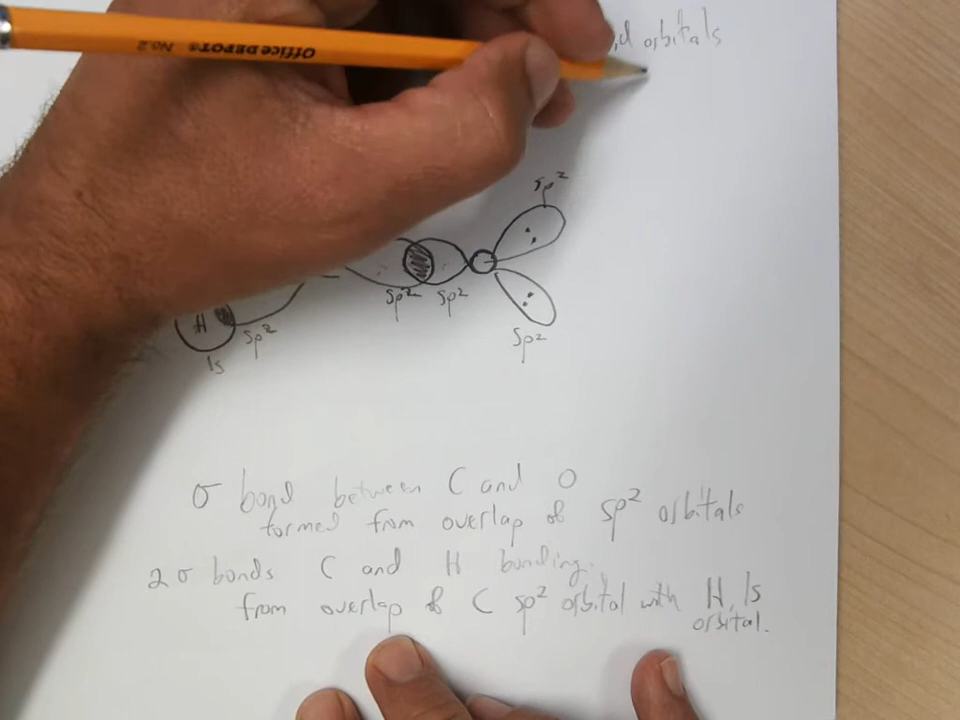 orbitals
Office DEPOT® No.2
sp²
sp² sp²
H sp²
1s
sp²
σ bond between C and O
formed from overlap of sp² orbitals
2σ bonds C and H bonding.
from overlap of C sp² orbital with H, 1s
orbital.